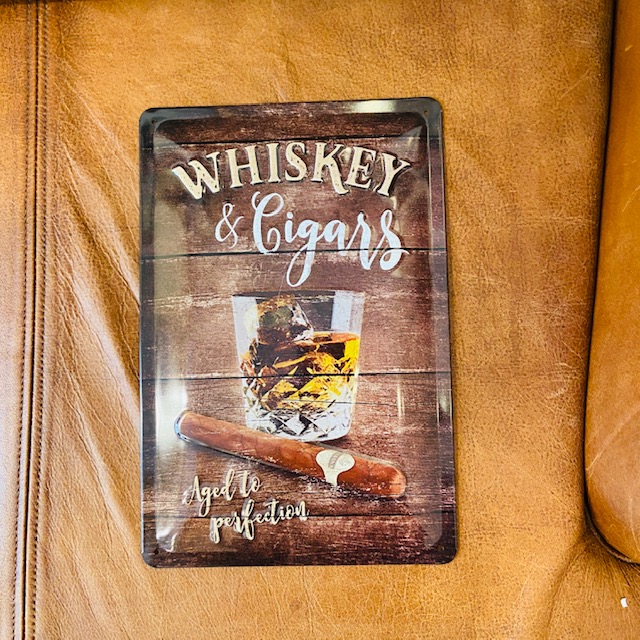 WHISKEY
& Cigars
Aged to
perfection